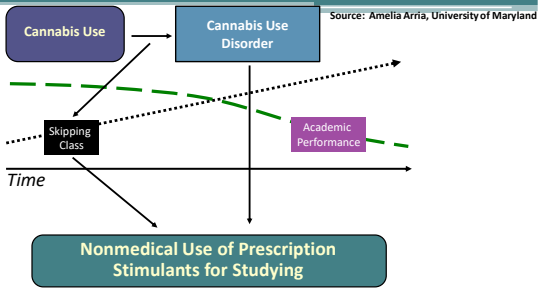 Source: Amelia Arria, University of Maryland
Cannabis Use
Cannabis Use
Disorder
Skipping
Class
Academic
Performance
Time
Nonmedical Use of Prescription
Stimulants for Studying